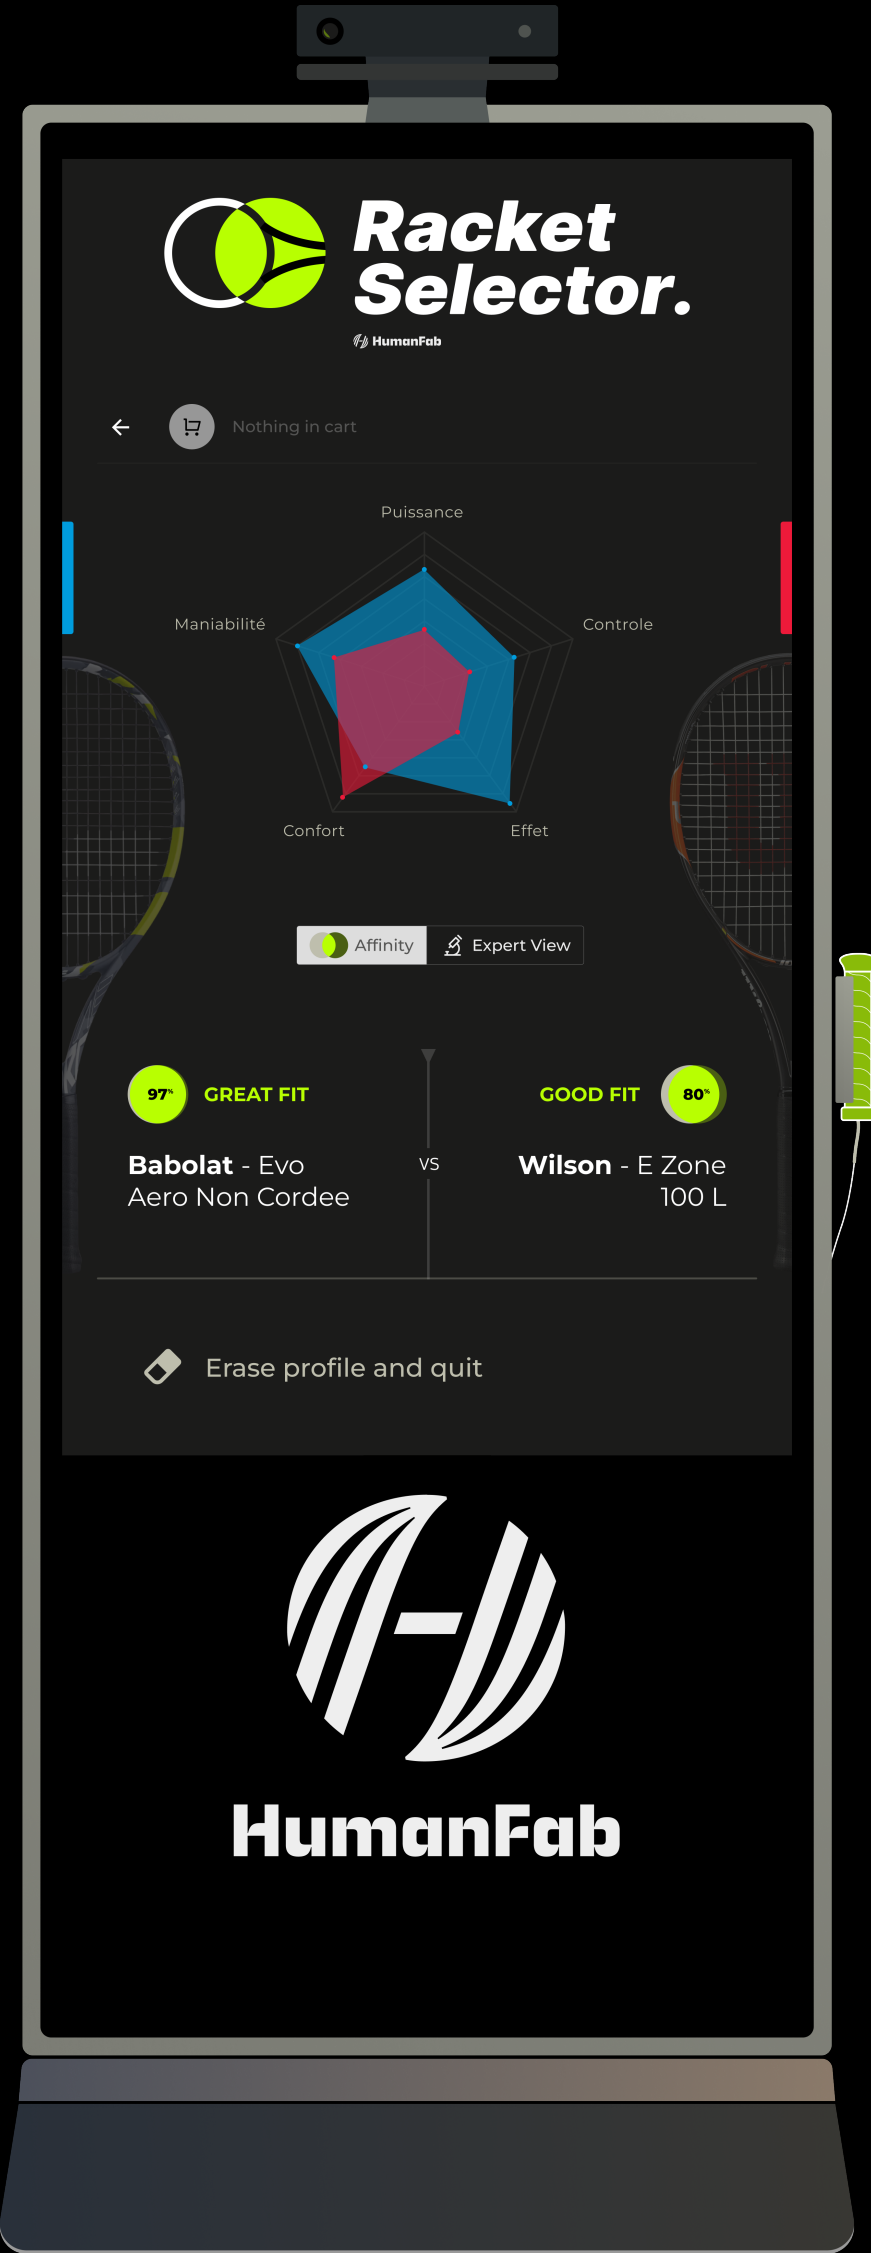 Racket
Selector.
HumanFab
Nothing in cart
Puissance
Maniabilité
Controle
Confort
Effet
Affinity
Expert View
97%
GREAT FIT
GOOD FIT
80%
Babolat - Evo
Aero Non Cordee
VS
Wilson - E Zone
100 L
Erase profile and quit
HumanFab